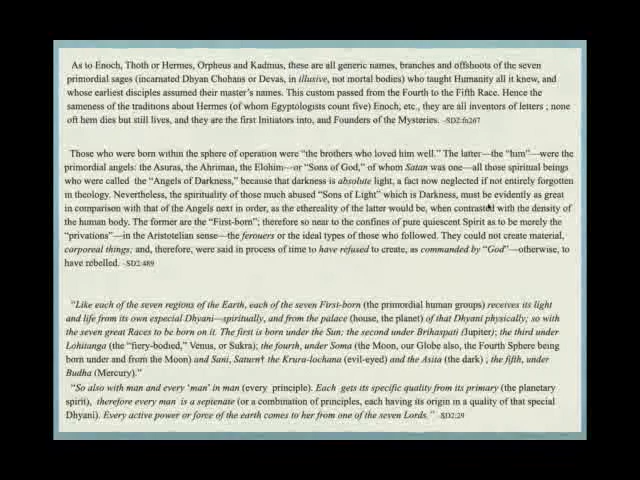 As to Enoch, Thoth or Hermes, Orpheus and Kadmus, these are all generic names, branches and offshoots of the seven
primordial sages (incarnated Dhyan Chohans or Devas, in illusive, not mortal bodies) who taught Humanity all it knew, and
whose earliest disciples assumed their master's names. This custom passed from the Fourth to the Fifth Race. Hence the
sameness of the traditions about Hermes (of whom Egyptologists count five) Enoch, etc., they are all inventors of letters ; none
oft hem dies but still lives, and they are the first Initiators into, and Founders of the Mysteries. -SD2:fn267
Those who were born within the sphere of operation were "the brothers who loved him well." The latter—the "him"—were the
primordial angels: the Asuras, the Ahriman, the Elohim—or "Sons of God," of whom Satan was one—all those spiritual beings
who were called the "Angels of Darkness," because that darkness is absolute light, a fact now neglected if not entirely forgotten
in theology. Nevertheless, the spirituality of those much abused "Sons of Light" which is Darkness, must be evidently as great
in comparison with that of the Angels next in order, as the ethereality of the latter would be, when contrasted with the density of
the human body. The former are the "First-born"; therefore so near to the confines of pure quiescent Spirit as to be merely the
"privations"—in the Aristotelian sense—the ferouers or the ideal types of those who followed. They could not create material,
corporeal things; and, therefore, were said in process of time to have refused to create, as commanded by "God"—otherwise, to
have rebelled. -SD2:489
"Like each of the seven regions of the Earth, each of the seven First-born (the primordial human groups) receives its light
and life from its own especial Dhyani—spiritually, and from the palace (house, the planet) of that Dhyani physically; so with
the seven great Races to be born on it. The first is born under the Sun; the second under Brihaspati (Jupiter); the third under
Lohitanga (the "fiery-bodied," Venus, or Sukra); the fourth, under Soma (the Moon, our Globe also, the Fourth Sphere being
born under and from the Moon) and Sani, Saturn† the Krura-lochana (evil-eyed) and the Asita (the dark) ; the fifth, under
Budha (Mercury)."
"So also with man and every 'man' in man (every principle). Each gets its specific quality from its primary (the planetary
spirit), therefore every man is a septenate (or a combination of principles, each having its origin in a quality of that special
Dhyani). Every active power or force of the earth comes to her from one of the seven Lords." -SD2:29